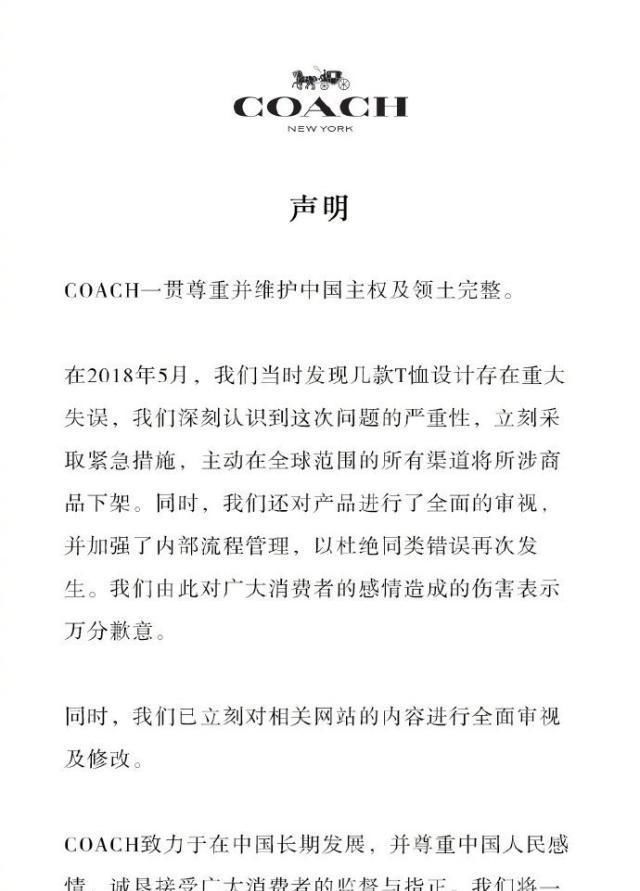 COACH
NEW YORK
声明
COACH一贯尊重并维护中国主权及领土完整。
在2018年5月，我们当时发现几款T恤设计存在重大
失误，我们深刻认识到这次问题的严重性，立刻采
取紧急措施，主动在全球范围的所有渠道将所涉商
品下架。同时，我们还对产品进行了全面的审视，
并加强了内部流程管理，以杜绝同类错误再次发
生。我们由此对广大消费者的感情造成的伤害表示
万分歉意。
同时，我们已立刻对相关网站的内容进行全面审视
及修改。
COACH致力于在中国长期发展，并尊重中国人民感
情，诚恳接受广大消费者的监督与指正。我们将一